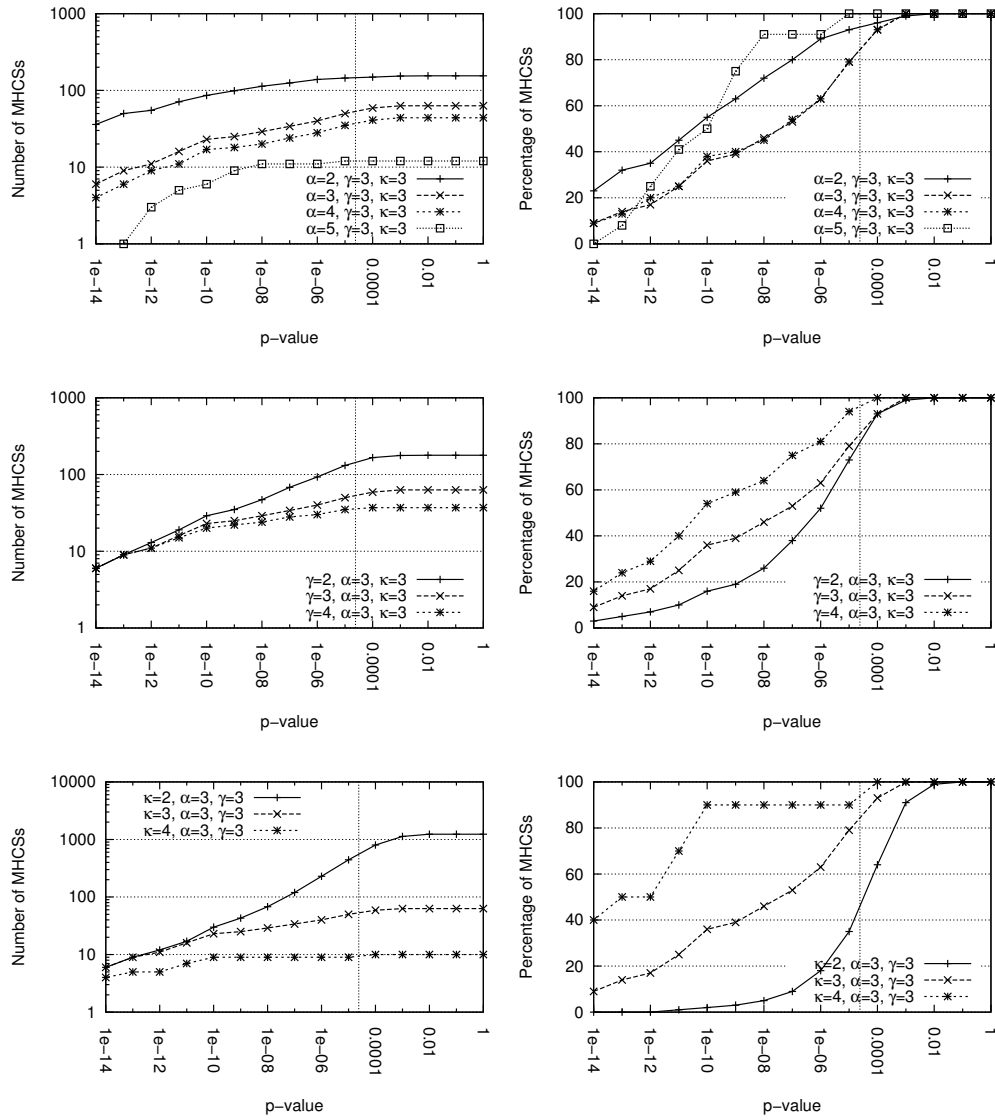 1000
100
10
1
Number of MHCSs
α=2, γ=3, κ=3
α=3, γ=3, κ=3
α=4, γ=3, κ=3
α=5, γ=3, κ=3
1e−14
1e−12
1e−10
1e−08
1e−06
0.0001
0.01
1
p−value
100
80
60
40
20
0
Percentage of MHCSs
α=2, γ=3, κ=3
α=3, γ=3, κ=3
α=4, γ=3, κ=3
α=5, γ=3, κ=3
1e−14
1e−12
1e−10
1e−08
1e−06
0.0001
0.01
1
p−value
1000
100
10
1
Number of MHCSs
γ=2, α=3, κ=3
γ=3, α=3, κ=3
γ=4, α=3, κ=3
1e−14
1e−12
1e−10
1e−08
1e−06
0.0001
0.01
1
p−value
100
80
60
40
20
0
Percentage of MHCSs
γ=2, α=3, κ=3
γ=3, α=3, κ=3
γ=4, α=3, κ=3
1e−14
1e−12
1e−10
1e−08
1e−06
0.0001
0.01
1
p−value
10000
1000
100
10
1
Number of MHCSs
κ=2, α=3, γ=3
κ=3, α=3, γ=3
κ=4, α=3, γ=3
1e−14
1e−12
1e−10
1e−08
1e−06
0.0001
0.01
1
p−value
100
80
60
40
20
0
Percentage of MHCSs
κ=2, α=3, γ=3
κ=3, α=3, γ=3
κ=4, α=3, γ=3
1e−14
1e−12
1e−10
1e−08
1e−06
0.0001
0.01
1
p−value